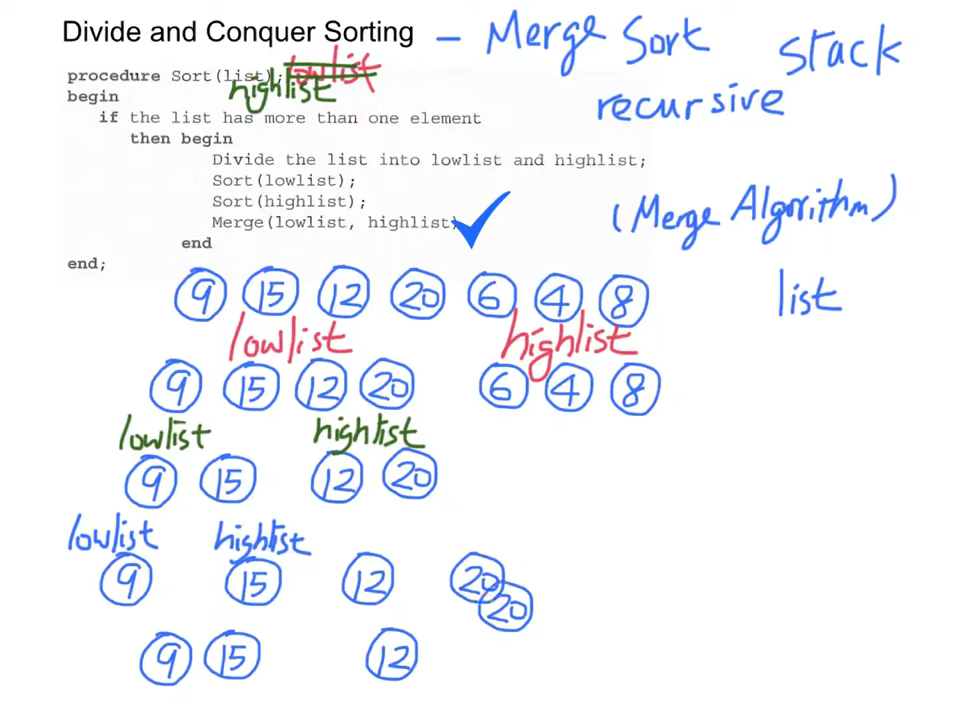 Divide and Conquer Sorting - Merge Sort
stack
procedure Sort(list); lowlist
highlist
recursive
begin
if the list has more than one element
then begin
Divide the list into lowlist and highlist;
Sort(lowlist);
Sort(highlist);
(Merge Algorithm)
Merge(lowlist, highlist)
end
end;
9 15 12 20 6 4 8
list
lowlist highlist
9 15 12 20 6 4 8
lowlist highlist
9 15 12 20
lowlist highlist
9 15 12 20
20
9 15 12